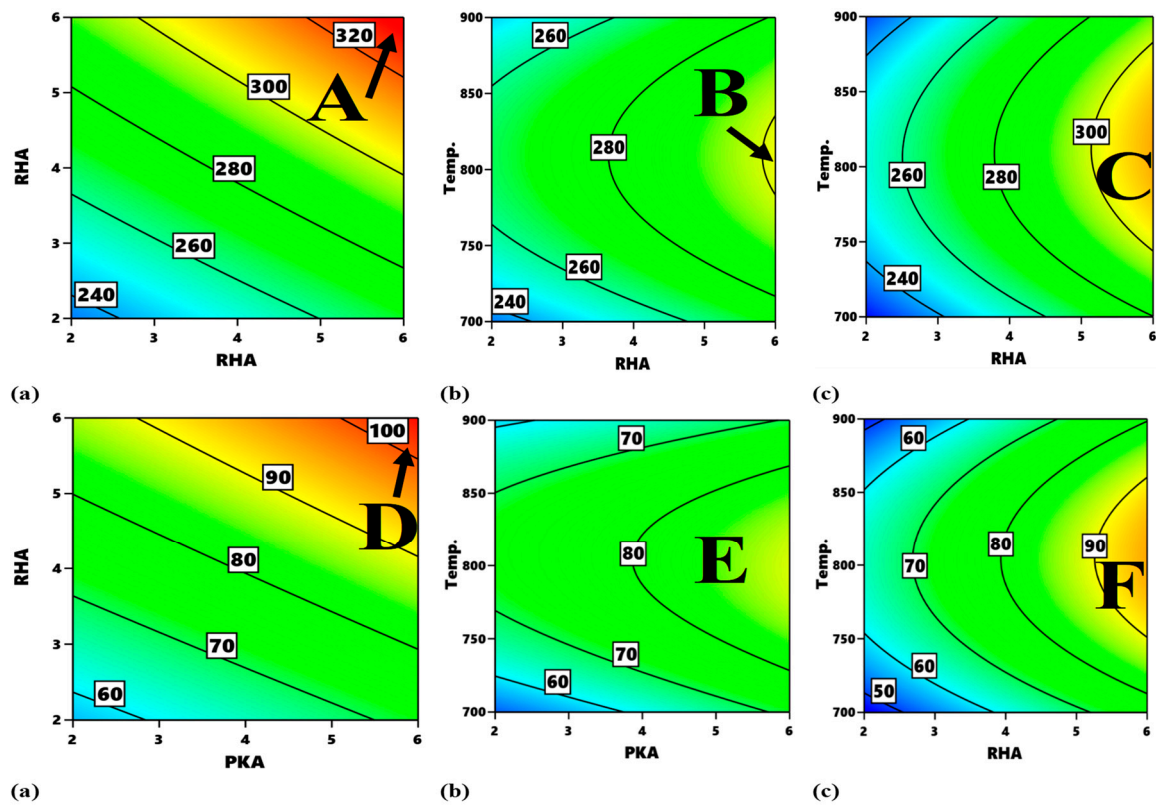 6
5
4
3
2
RHA
320
300
280
260
240
A
2 3 4 5 6
RHA
(a)
900
850
800
750
700
Temp.
260
280
260
240
B
2 3 4 5 6
RHA
(b)
900
850
800
750
700
Temp.
300
260
280
240
C
2 3 4 5 6
RHA
(c)
6
5
4
3
2
RHA
100
90
80
70
60
D
2 3 4 5 6
PKA
(a)
900
850
800
750
700
Temp.
70
80
70
60
E
2 3 4 5 6
PKA
(b)
900
850
800
750
700
Temp.
60
90
80
70
60
50
F
2 3 4 5 6
RHA
(c)